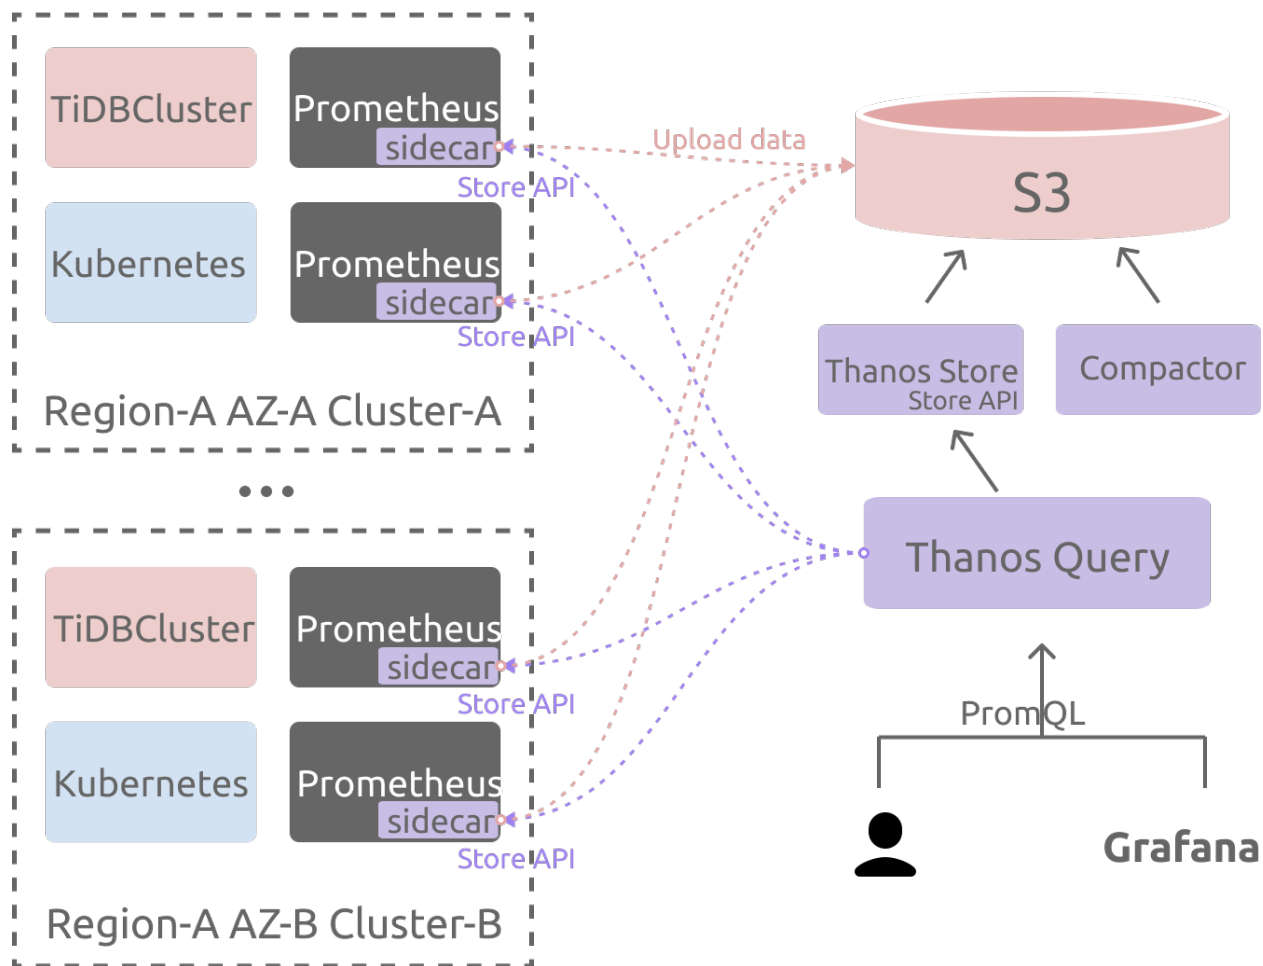 TiDBCluster
Prometheus
sidecar
Store API
Kubernetes
Prometheus
sidecar
Store API
Region-A AZ-A Cluster-A
TiDBCluster
Prometheus
sidecar
Store API
Kubernetes
Prometheus
sidecar
Store API
Region-A AZ-B Cluster-B
Upload data
S3
Thanos Store
Store API
Compactor
Thanos Query
PromQL
Grafana